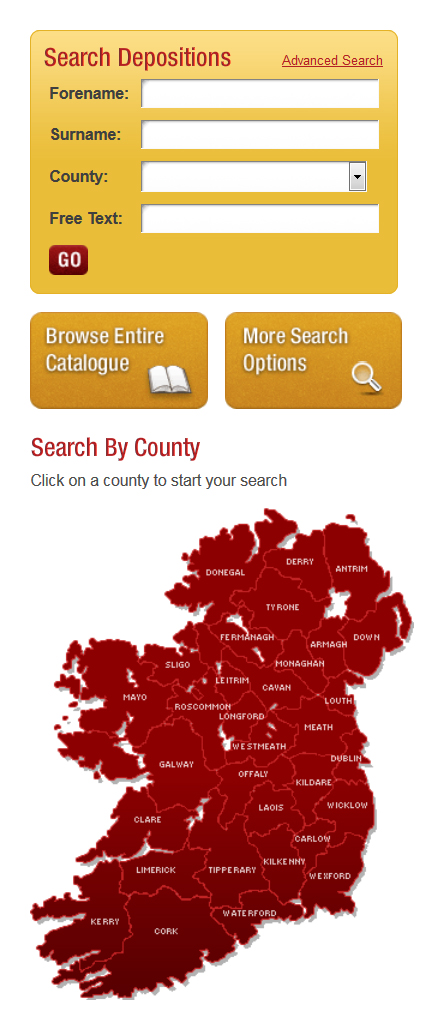 Search Depositions
Advanced Search
Forename:
Surname:
County:
Free Text:
GO
Browse Entire
Catalogue
More Search
Options
Search By County
Click on a county to start your search
DERRY
ANTRIM
DONEGAL
TYRONE
FERMANAGH
DOWN
ARMAGH
SLIGO
MONAGHAN
LEITRIM
CAVAN
MAYO
LOUTH
ROSCOMMON
LONGFORD
MEATH
WESTMEATH
DUBLIN
GALWAY
OFFALY
KILDARE
LAOIS
WICKLOW
CLARE
CARLOW
KILKENNY
LIMERICK
TIPPERARY
WEXFORD
WATERFORD
KERRY
CORK